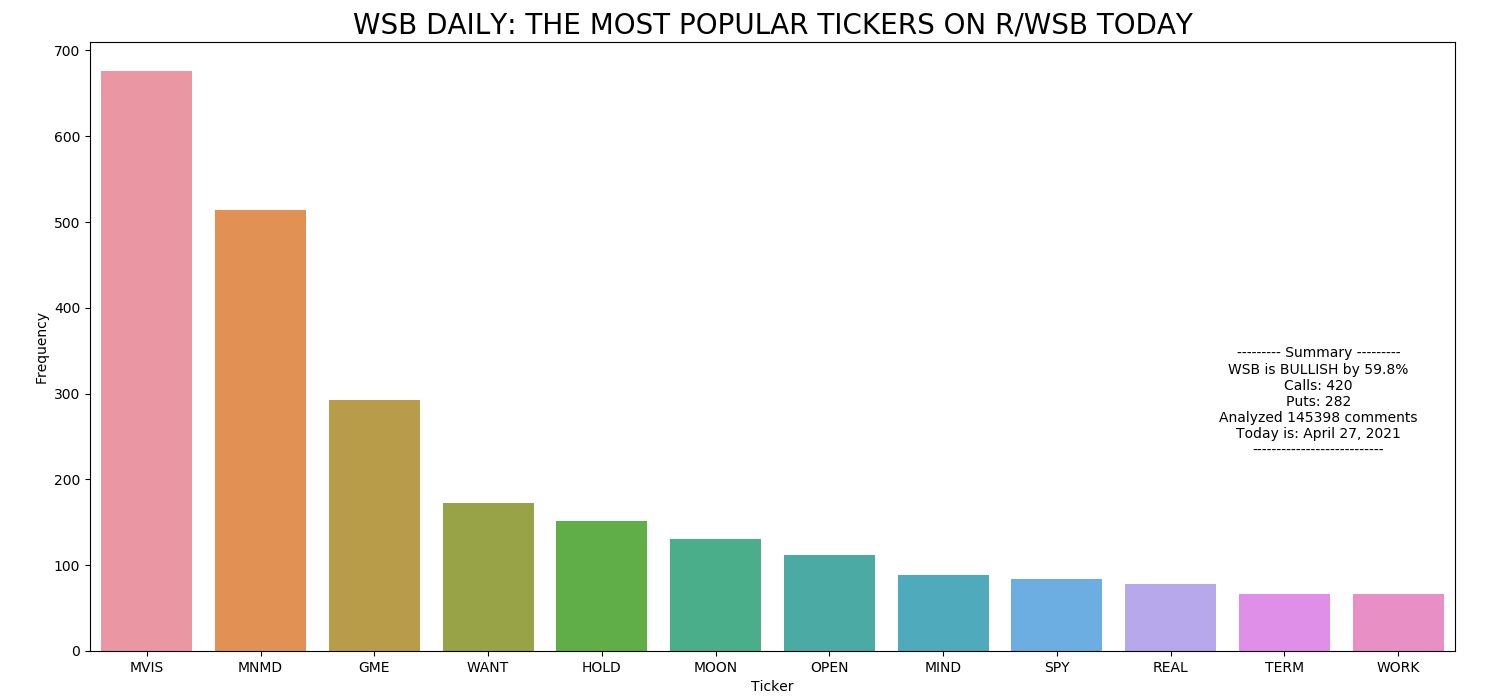 WSB DAILY: THE MOST POPULAR TICKERS ON R/WSB TODAY
700
600
500
400
300
200
100
0
Frequency
--------- Summary ---------
WSB is BULLISH by 59.8%
Calls: 420
Puts: 282
Analyzed 145398 comments
Today is: April 27, 2021
---------------------------
MVIS MNMD GME WANT HOLD MOON OPEN MIND SPY REAL TERM WORK
Ticker